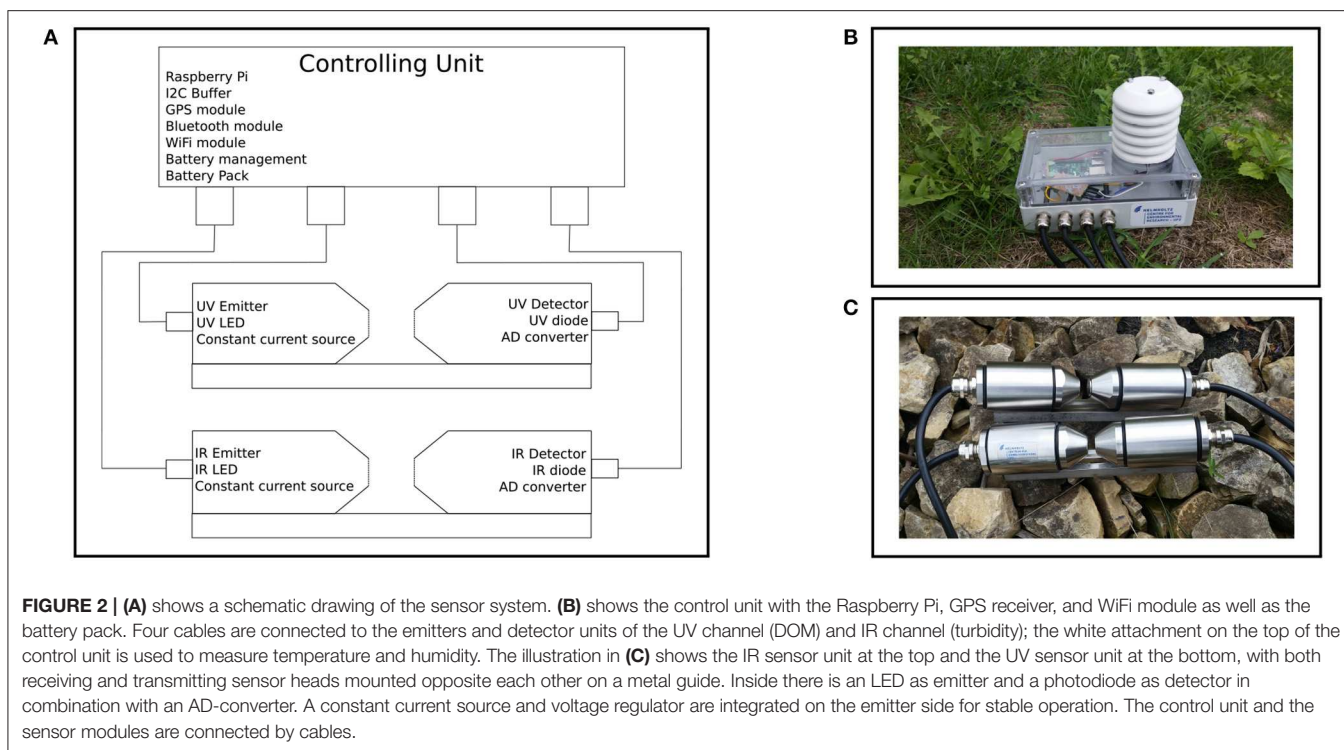 A
Controlling Unit
Raspberry Pi
I2C Buffer
GPS module
Bluetooth module
WiFi module
Battery management
Battery Pack
UV Emitter
UV LED
Constant current source
UV Detector
UV diode
AD converter
IR Emitter
IR LED
Constant current source
IR Detector
IR diode
AD converter
B
HELMHOLTZ
CENTRE FOR
ENVIRONMENTAL
RESEARCH – UFZ
C
FIGURE 2 | (A) shows a schematic drawing of the sensor system. (B) shows the control unit with the Raspberry Pi, GPS receiver, and WiFi module as well as the
battery pack. Four cables are connected to the emitters and detector units of the UV channel (DOM) and IR channel (turbidity); the white attachment on the top of the
control unit is used to measure temperature and humidity. The illustration in (C) shows the IR sensor unit at the top and the UV sensor unit at the bottom, with both
receiving and transmitting sensor heads mounted opposite each other on a metal guide. Inside there is an LED as emitter and a photodiode as detector in
combination with an AD-converter. A constant current source and voltage regulator are integrated on the emitter side for stable operation. The control unit and the
sensor modules are connected by cables.